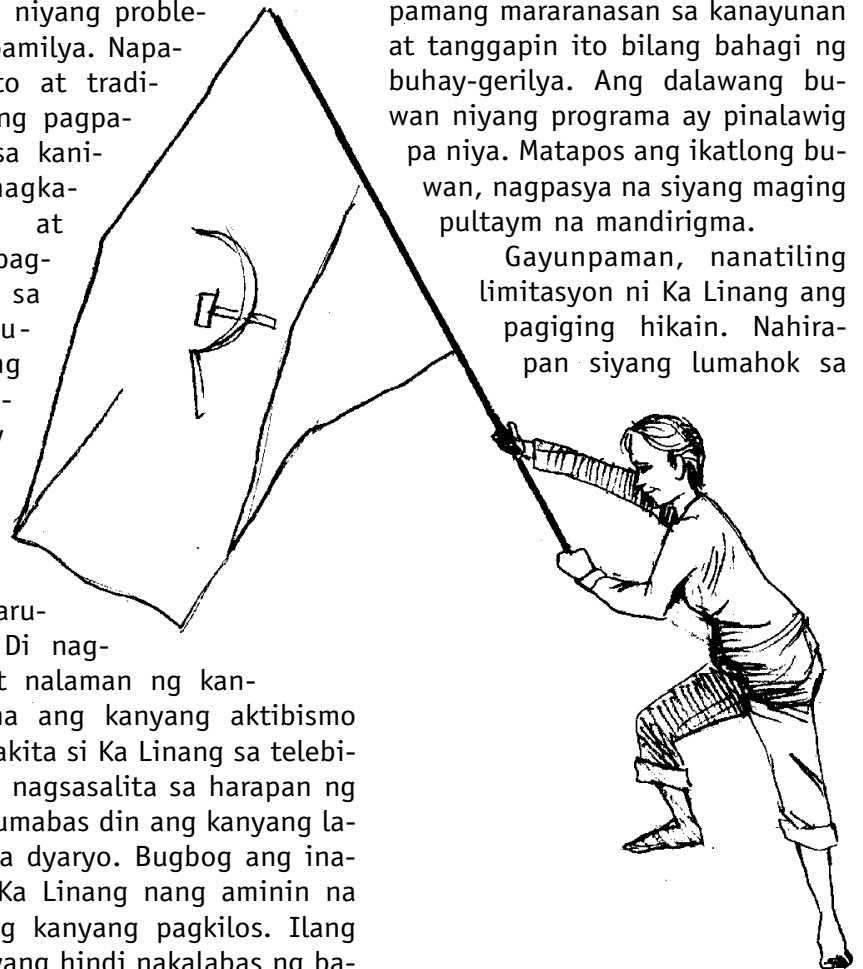 niyang proble-
pamilya. Napa-
to at tradi-
ng pagpa-
sa kani-
nagka-
at
pag-
sa
u-
ng
-
aru-
Di nag-
t nalaman ng kan-
na ang kanyang aktibismo
akita si Ka Linang sa telebi-
nagsasalita sa harapan ng
umabas din ang kanyang la-
a dyaryo. Bugbog ang ina-
Ka Linang nang aminin na
g kanyang pagkilos. Ilang
yang hindi nakalabas ng ba-
pamang mararanasan sa kanayunan
at tanggapin ito bilang bahagi ng
buhay-gerilya. Ang dalawang bu-
wan niyang programa ay pinalawig
pa niya. Matapos ang ikatlong bu-
wan, nagpasya na siyang maging
pultaym na mandirigma.
Gayunpaman, nanatiling
limitasyon ni Ka Linang ang
pagiging hikain. Nahira-
pan siyang lumahok sa